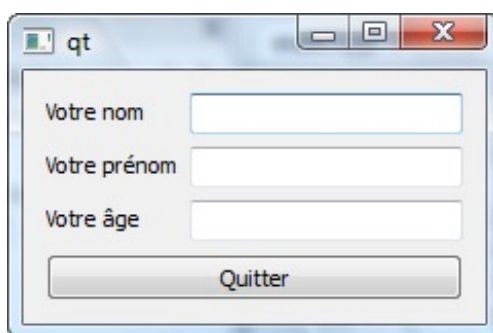 qt
Votre nom
Votre prénom
Votre âge
Quitter